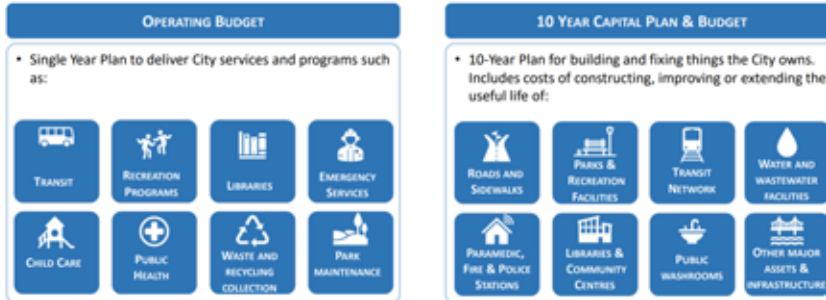 OPERATING BUDGET
• Single Year Plan to deliver City services and programs such
as:
TRANSIT
RECREATION
PROGRAMS
LIBRARIES
EMERGENCY
SERVICES
CHILD CARE
PUBLIC
HEALTH
WASTE AND
RECYCLING
COLLECTION
PARK
MAINTENANCE
10 YEAR CAPITAL PLAN & BUDGET
• 10-Year Plan for building and fixing things the City owns.
Includes costs of constructing, improving or extending the
useful life of:
ROADS AND
SIDEWALKS
PARKS &
RECREATION
FACILITIES
TRANSIT
NETWORK
WATER AND
WASTEWATER
FACILITIES
PARAMEDIC,
FIRE & POLICE
STATIONS
LIBRARIES &
COMMUNITY
CENTRES
PUBLIC
WASHROOMS
OTHER MAJOR
ASSETS &
INFRASTRUCTURE